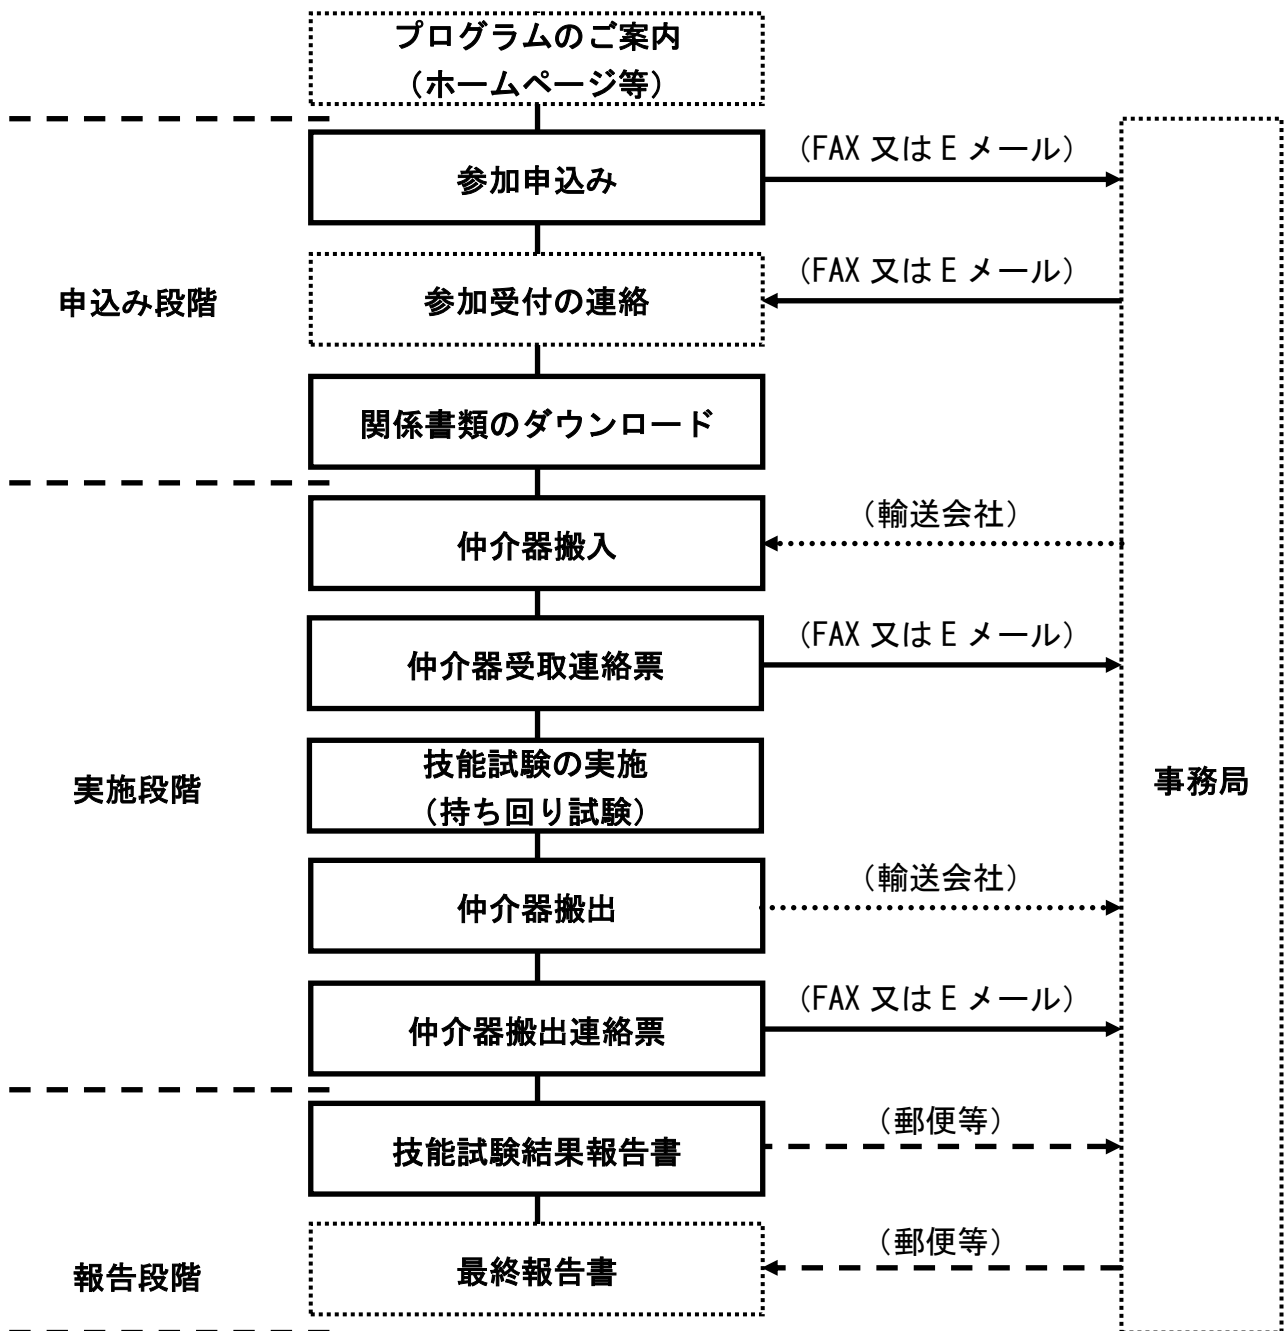 プログラムのご案内
（ホームページ等）
参加申込み
（FAX 又は E メール）
申込み段階
参加受付の連絡
（FAX 又は E メール）
関係書類のダウンロード
仲介器搬入
（輸送会社）
仲介器受取連絡票
（FAX 又は E メール）
実施段階
技能試験の実施
（持ち回り試験）
事務局
仲介器搬出
（輸送会社）
仲介器搬出連絡票
（FAX 又は E メール）
技能試験結果報告書
（郵便等）
報告段階
最終報告書
（郵便等）